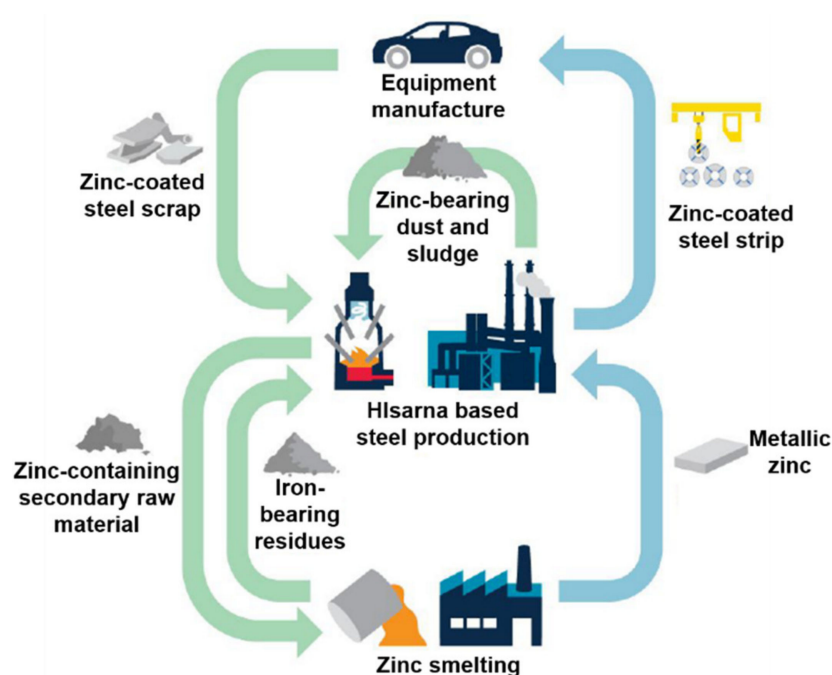 Equipment
manufacture
Zinc-coated
steel scrap
Zinc-bearing
dust and
sludge
Zinc-coated
steel strip
HIsarna based
steel production
Zinc-containing
secondary raw
material
Iron-
bearing
residues
Metallic
zinc
Zinc smelting